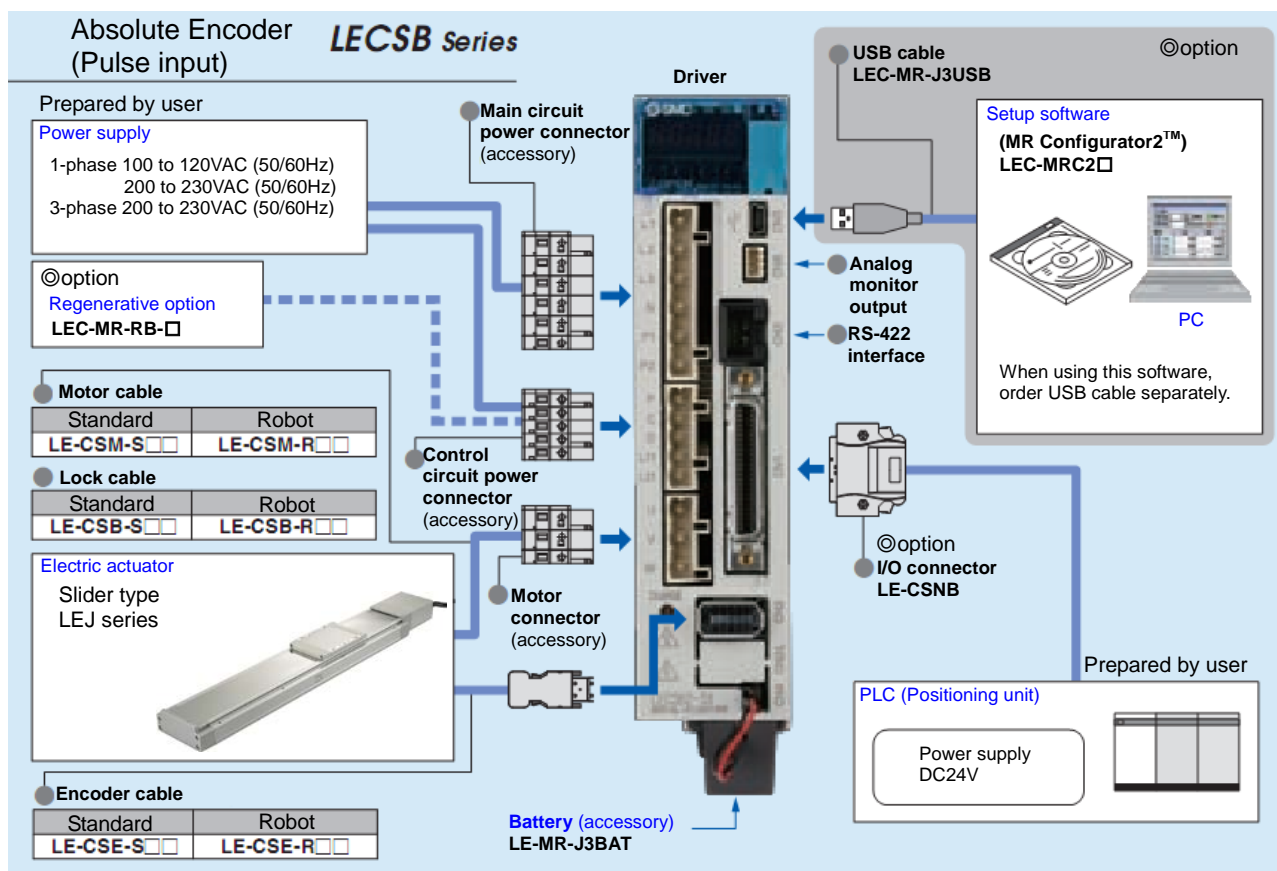 Absolute Encoder
(Pulse input)
LECSB Series
Prepared by user
Power supply
1-phase 100 to 120VAC (50/60Hz)
200 to 230VAC (50/60Hz)
3-phase 200 to 230VAC (50/60Hz)
◎option
Regenerative option
LEC-MR-RB-□
Motor cable
Standard Robot
LE-CSM-S□□ LE-CSM-R□□
Lock cable
Standard Robot
LE-CSB-S□□ LE-CSB-R□□
Electric actuator
Slider type
LEJ series
Encoder cable
Standard Robot
LE-CSE-S□□ LE-CSE-R□□
Main circuit
power connector
(accessory)
Control
circuit power
connector
(accessory)
Motor
connector
(accessory)
Driver
SMC
Battery (accessory)
LE-MR-J3BAT
USB cable
LEC-MR-J3USB
◎option
Setup software
(MR Configurator2TM)
LEC-MRC2□
PC
When using this software,
order USB cable separately.
Analog
monitor
output
RS-422
interface
◎option
I/O connector
LE-CSNB
Prepared by user
PLC (Positioning unit)
Power supply
DC24V